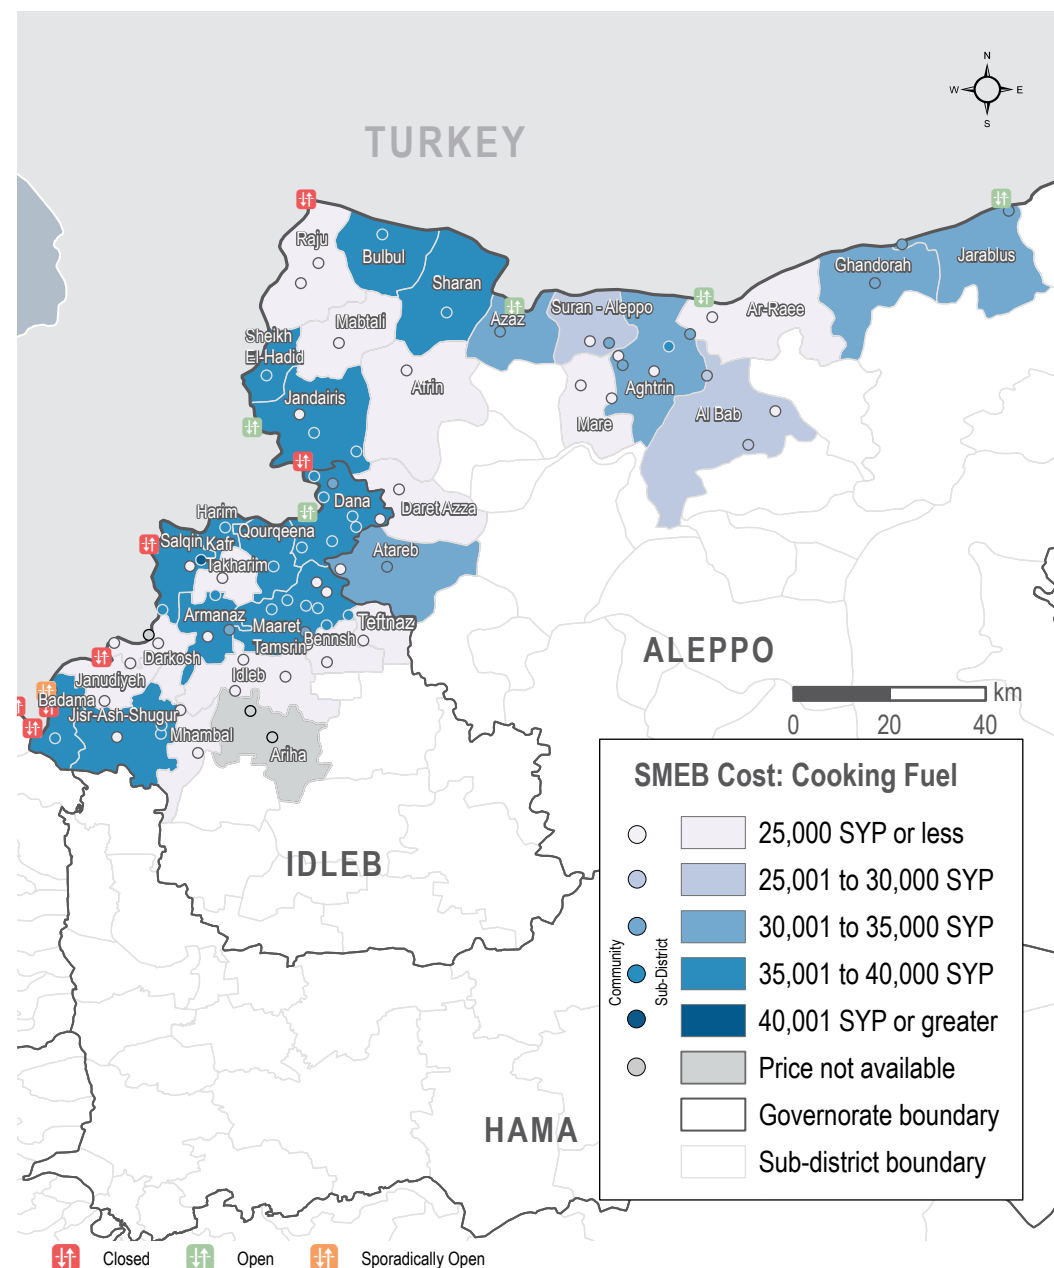 N
W E
S
TURKEY
Raju
Bulbul
Sharan
Mabtali
Sheikh
El-Hadid
Jandairis
Afrin
Azaz
Suran - Aleppo
Ar-Raee
Ghandorah
Jarablus
Aghtrin
Mare
Al Bab
Dana
Daret Azza
Harim
Qourqeena
Salqin
Kafr
Takharim
Atareb
Armanaz
Maaret
Tamsrin
Bennsh
Teftnaz
Darkosh
Janudiyeh
Idleb
Badama
Jisr-Ash-Shugur
Mhambal
Ariha
ALEPPO
km
0 20 40
IDLEB
HAMA
SMEB Cost: Cooking Fuel
25,000 SYP or less
25,001 to 30,000 SYP
30,001 to 35,000 SYP
35,001 to 40,000 SYP
40,001 SYP or greater
Price not available
Governorate boundary
Sub-district boundary
Community
Sub-District
Closed Open Sporadically Open